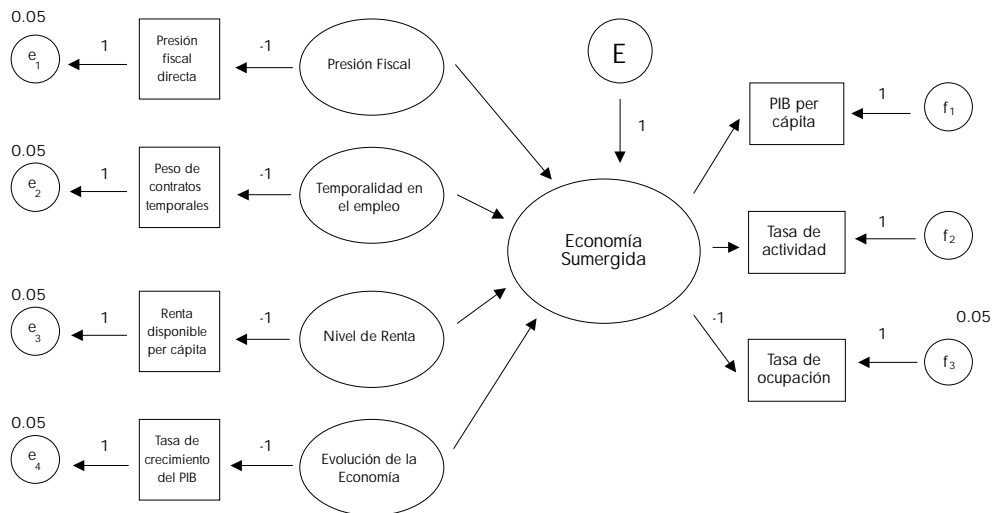 0.05
e1
1
Presión
fiscal
directa
-1
Presión Fiscal
0.05
e2
1
Peso de
contratos
temporales
-1
Temporalidad en
el empleo
0.05
e3
1
Renta
disponible
per cápita
-1
Nivel de Renta
0.05
e4
1
Tasa de
crecimiento
del PIB
-1
Evolución de la
Economía
E
1
Economía
Sumergida
PIB per
cápita
1
f1
Tasa de
actividad
1
f2
-1
Tasa de
ocupación
1
0.05
f3